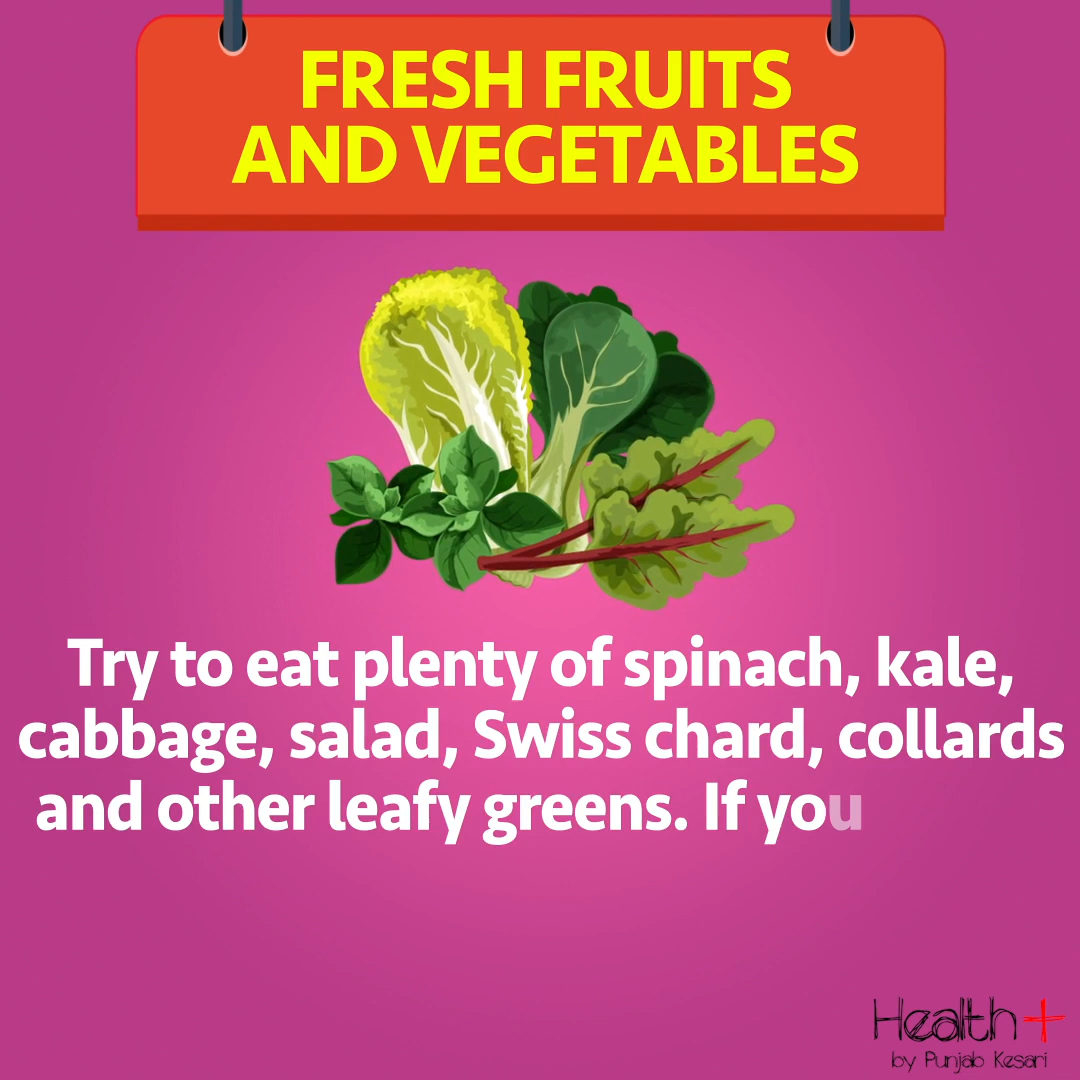 FRESH FRUITS
AND VEGETABLES
Try to eat plenty of spinach, kale,
cabbage, salad, Swiss chard, collards
and other leafy greens. If you
Health+
by Punjab Kesari